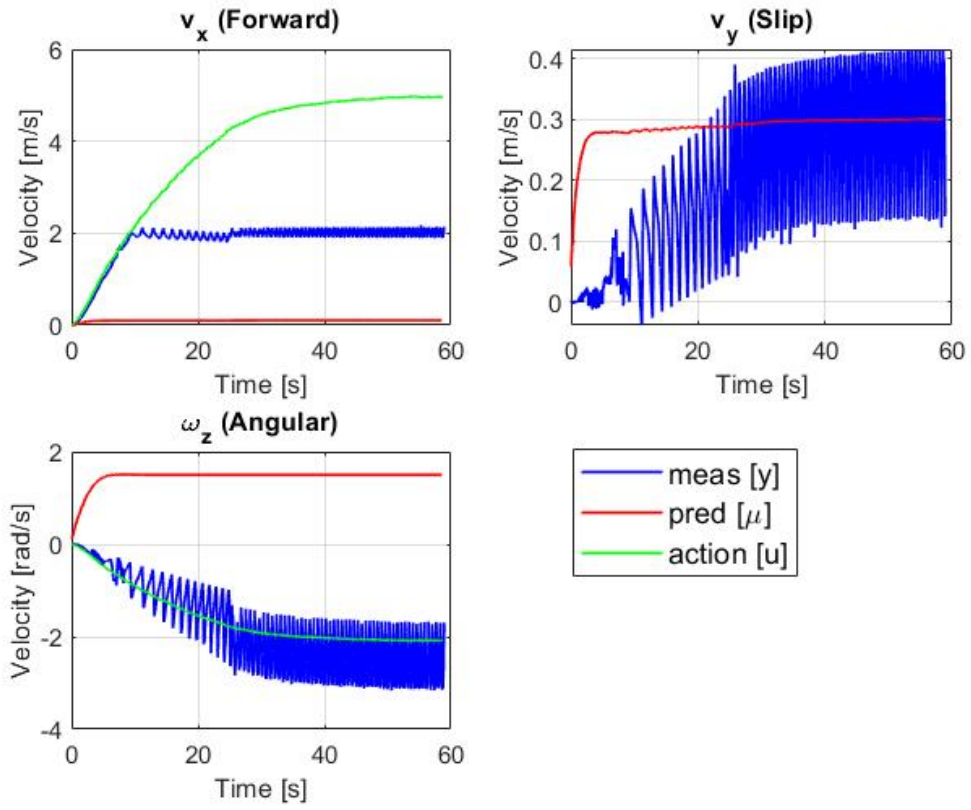 v_x (Forward)
Velocity [m/s]
6
4
2
0
0 20 40 60
Time [s]
v_y (Slip)
Velocity [m/s]
0.4
0.3
0.2
0.1
0
0 20 40 60
Time [s]
ω_z (Angular)
Velocity [rad/s]
2
0
-2
-4
0 20 40 60
Time [s]
meas [y]
pred [μ]
action [u]